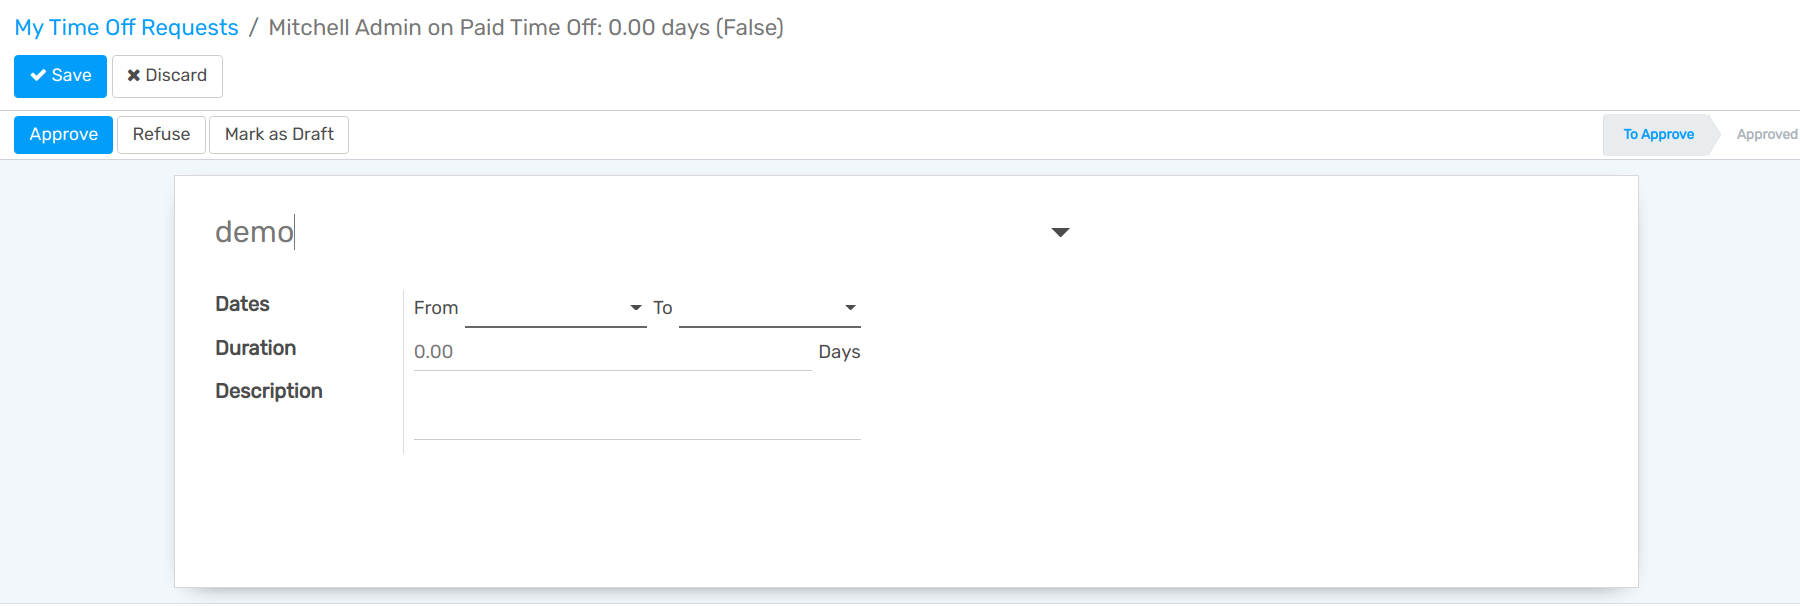 My Time Off Requests / Mitchell Admin on Paid Time Off: 0.00 days (False)
Save Discard
Approve Refuse Mark as Draft To Approve Approved
demo
Dates From To
Duration 0.00 Days
Description